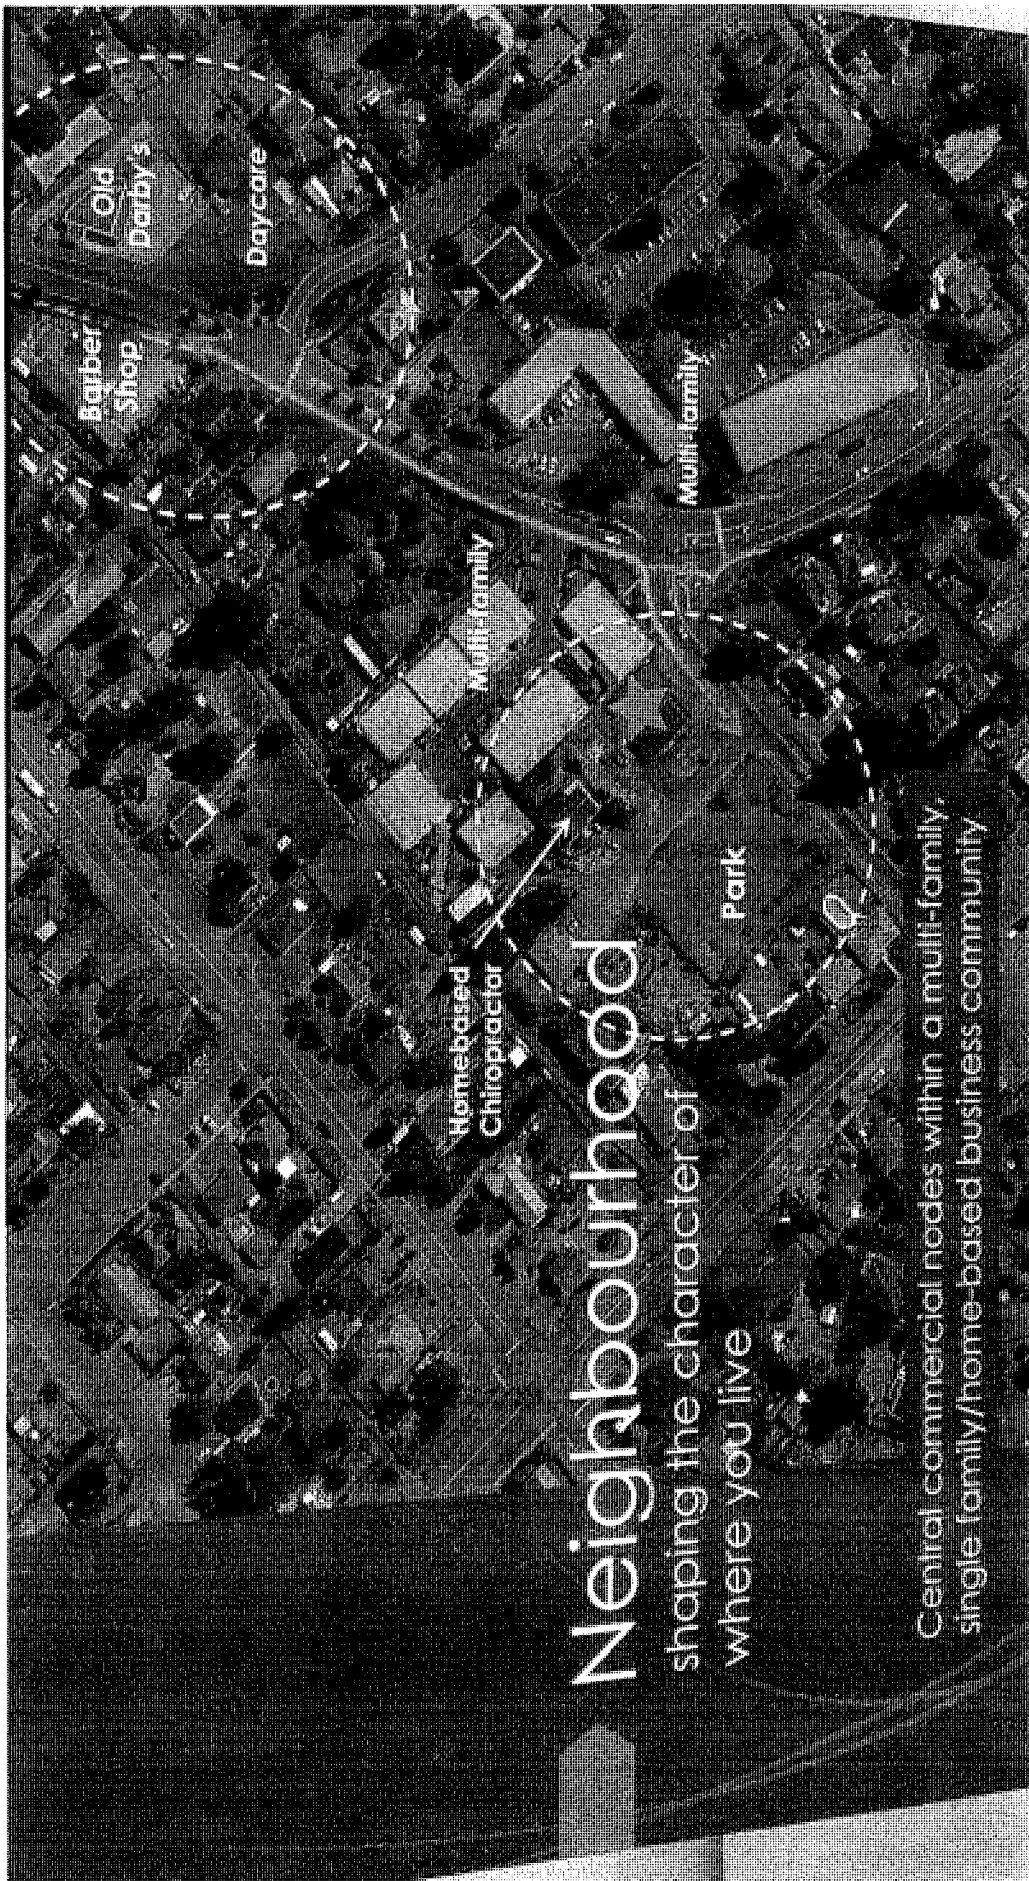 Neighbourhood
shaping the character of
where you live
Central commercial nodes within a multi-family,
single family/home-based business community
Homebased
Chiropractor
Park
Multi-family
Multi-family
Barber
Shop
Old
Darby's
Daycare